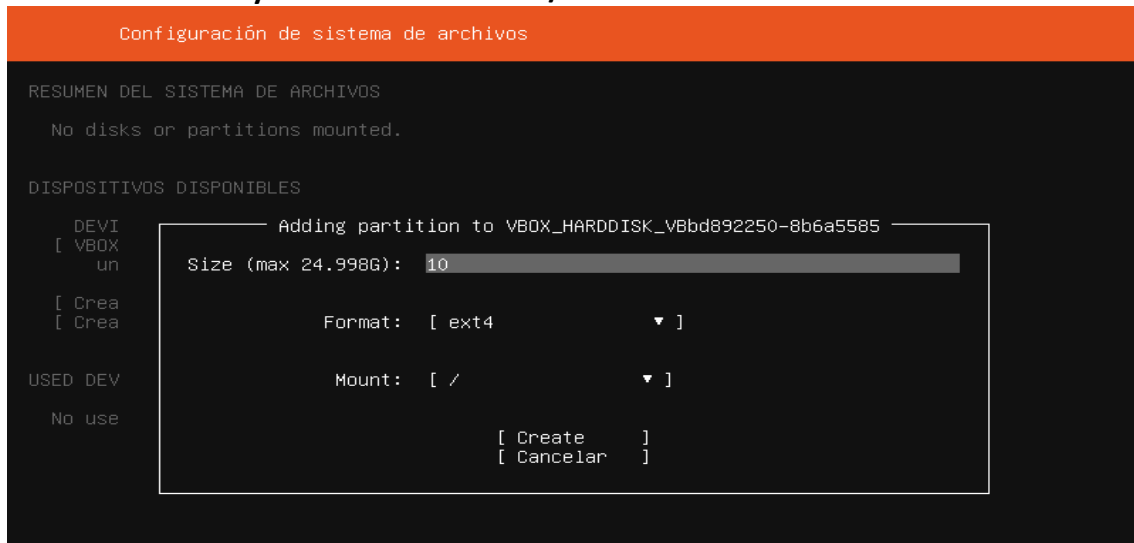 Configuración de sistema de archivos
RESUMEN DEL SISTEMA DE ARCHIVOS
No disks or partitions mounted.
DISPOSITIVOS DISPONIBLES
DEVI
[ VBOX
un
[ Crea
[ Crea
USED DEV
No use
Adding partition to VBOX_HARDDISK_VBbd892250-8b6a5585
Size (max 24.998G): 10
Format: [ ext4 ▾ ]
Mount: [ / ▾ ]
[ Create ]
[ Cancelar ]